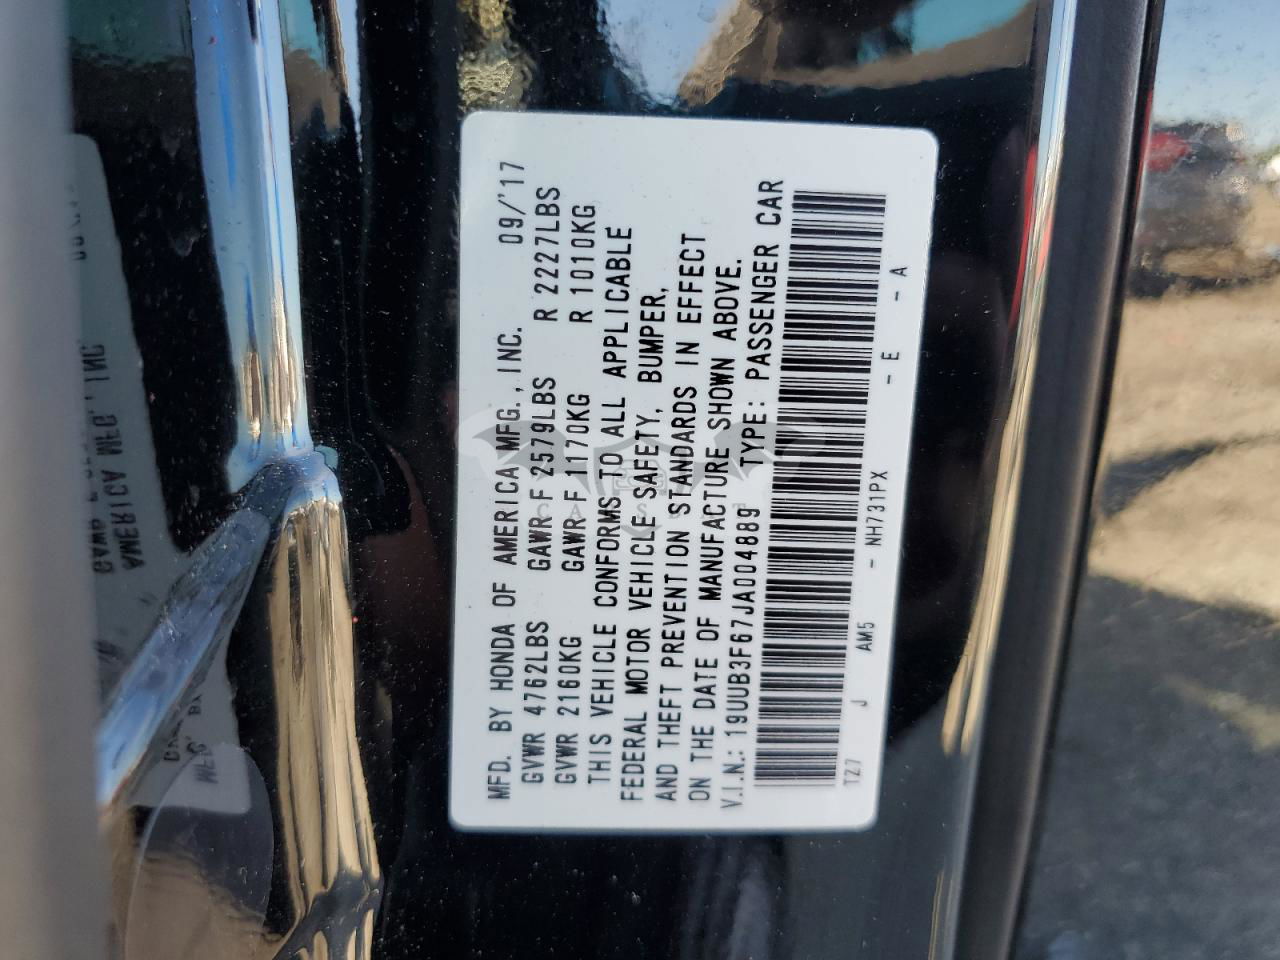 MFD. BY HONDA OF AMERICA MFG., INC. 09/'17
GVWR 4762LBS GAWR F 2579LBS R 2227LBS
GVWR 2160KG GAWR F 1170KG R 1010KG
THIS VEHICLE CONFORMS TO ALL APPLICABLE
FEDERAL MOTOR VEHICLE SAFETY, BUMPER,
AND THEFT PREVENTION STANDARDS IN EFFECT
ON THE DATE OF MANUFACTURE SHOWN ABOVE.
V.I.N.: 19UUB3F67JA004889 TYPE: PASSENGER CAR
TZ7 J AM5 - NH731PX - E - A